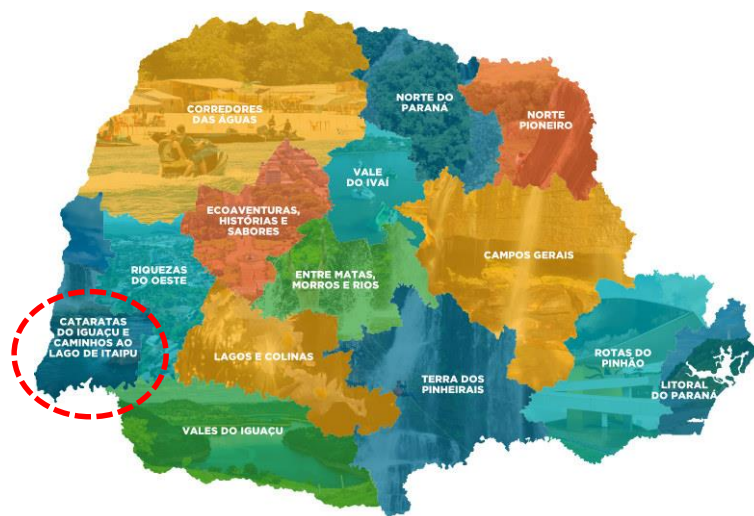 CORREDORES
DAS ÁGUAS
NORTE DO
PARANÁ
NORTE
PIONEIRO
VALE
DO IVAÍ
ECOAVENTURAS,
HISTÓRIAS E
SABORES
CAMPOS GERAIS
RIQUEZAS
DO OESTE
ENTRE MATAS,
MORROS E RIOS
CATARATAS
DO IGUAÇU E
CAMINHOS AO
LAGO DE ITAIPU
LAGOS E COLINAS
TERRA DOS
PINHEIRAIS
ROTAS DO
PINHÃO
LITORAL
DO PARANÁ
VALES DO IGUAÇU